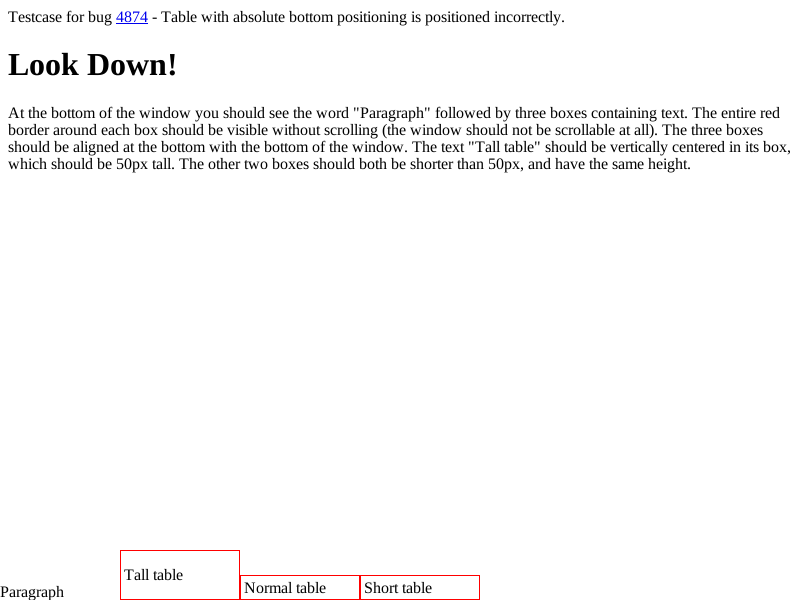 Testcase for bug 4874 - Table with absolute bottom positioning is positioned incorrectly.
Look Down!
At the bottom of the window you should see the word "Paragraph" followed by three boxes containing text. The entire red
border around each box should be visible without scrolling (the window should not be scrollable at all). The three boxes
should be aligned at the bottom with the bottom of the window. The text "Tall table" should be vertically centered in its box,
which should be 50px tall. The other two boxes should both be shorter than 50px, and have the same height.
Tall table
Paragraph Normal table Short table